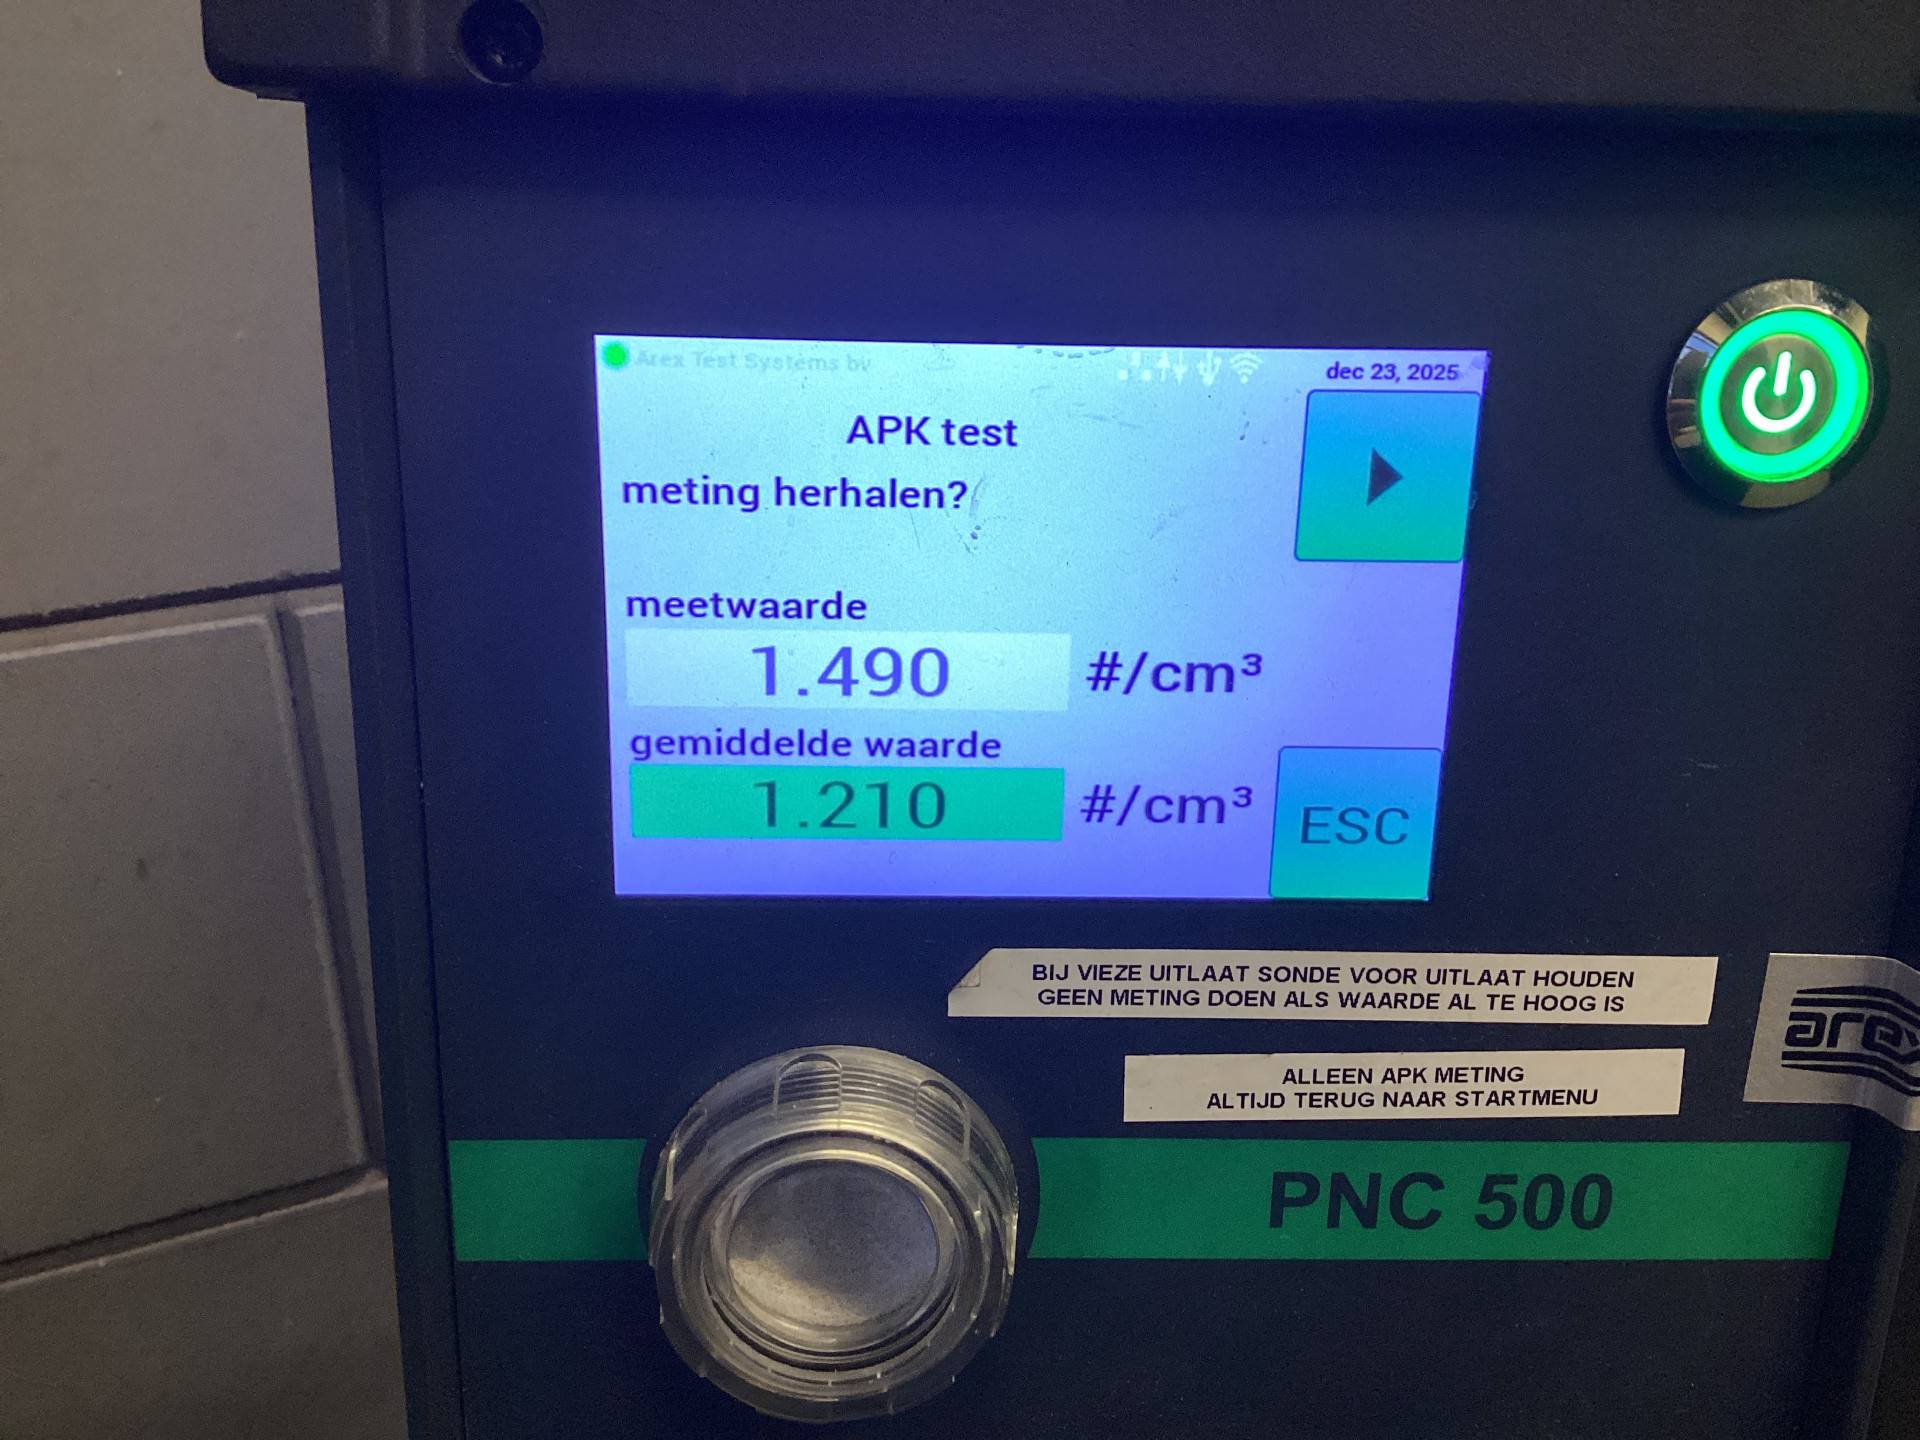 Arex Test Systems bv
dec 23, 2025
APK test
meting herhalen?
meetwaarde
1.490 #/cm³
gemiddelde waarde
1.210 #/cm³
ESC
BIJ VIEZE UITLAAT SONDE VOOR UITLAAT HOUDEN
GEEN METING DOEN ALS WAARDE AL TE HOOG IS
arex
ALLEEN APK METING
ALTIJD TERUG NAAR STARTMENU
PNC 500